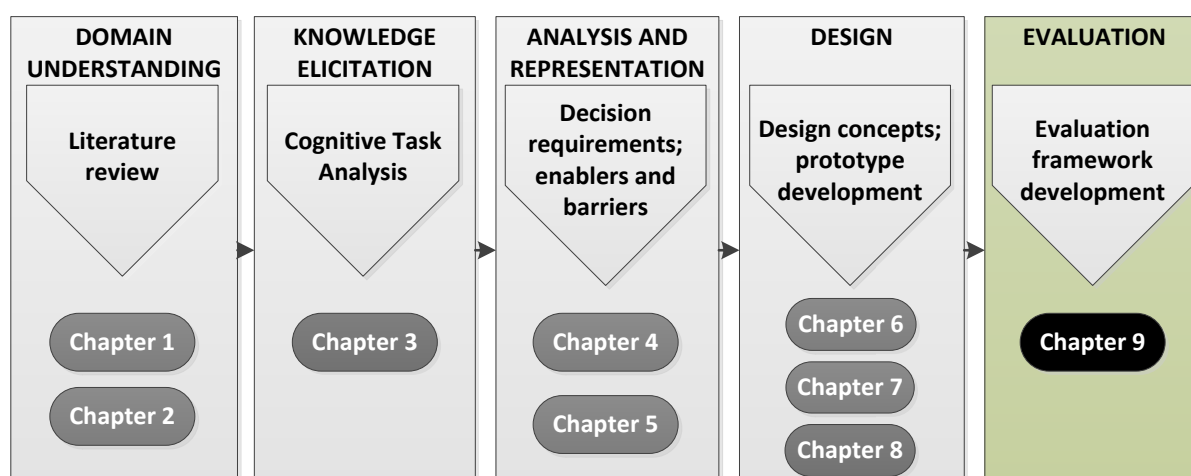 DOMAIN
UNDERSTANDING
Literature
review
Chapter 1
Chapter 2
KNOWLEDGE
ELICITATION
Cognitive Task
Analysis
Chapter 3
ANALYSIS AND
REPRESENTATION
Decision
requirements;
enablers and
barriers
Chapter 4
Chapter 5
DESIGN
Design concepts;
prototype
development
Chapter 6
Chapter 7
Chapter 8
EVALUATION
Evaluation
framework
development
Chapter 9